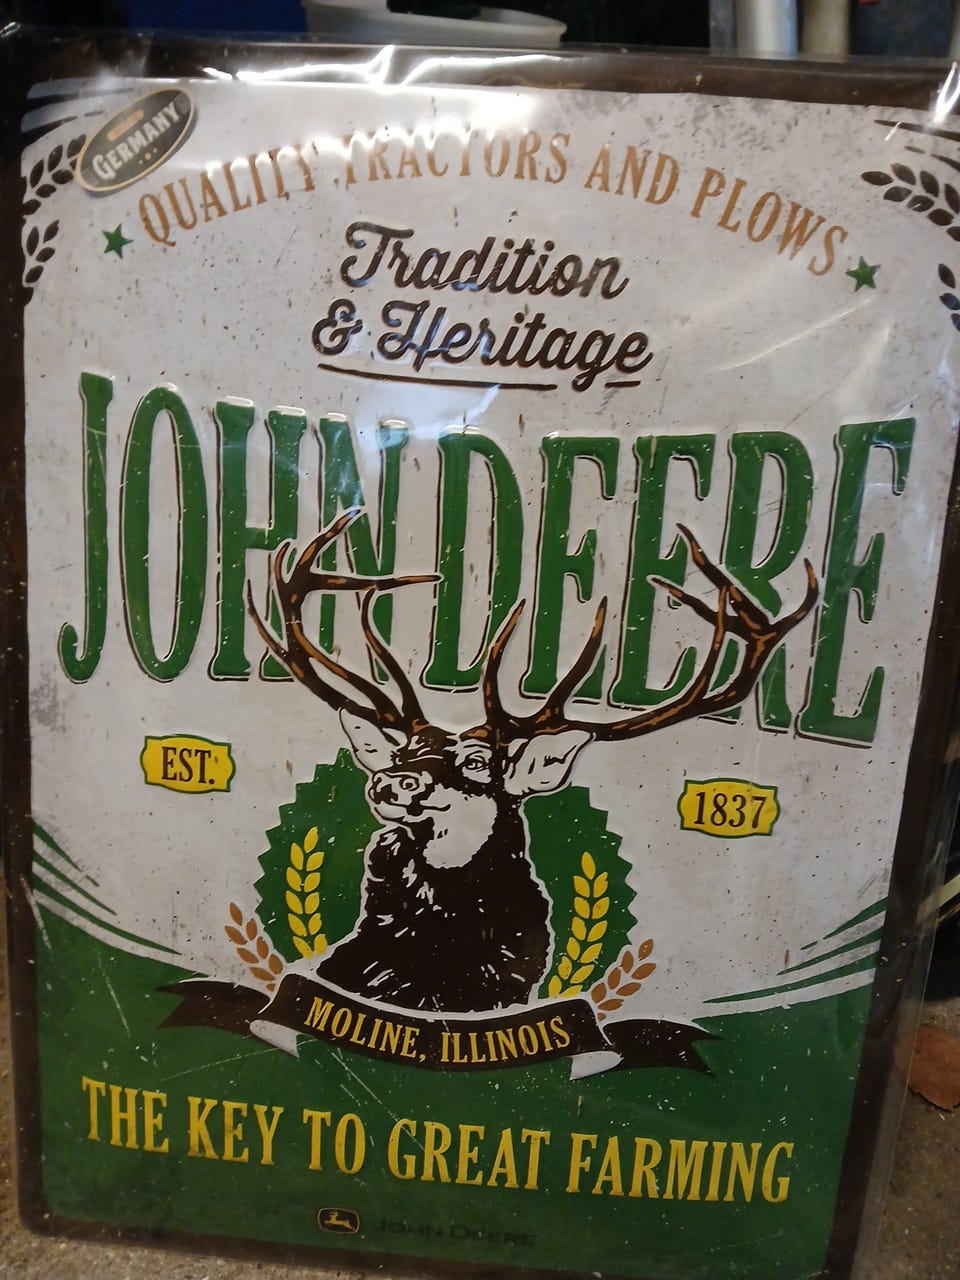 GERMANY
QUALITY TRACTORS AND PLOWS
Tradition
& Heritage
JOHN DEERE
EST.
1837
MOLINE, ILLINOIS
THE KEY TO GREAT FARMING
JOHN DEERE